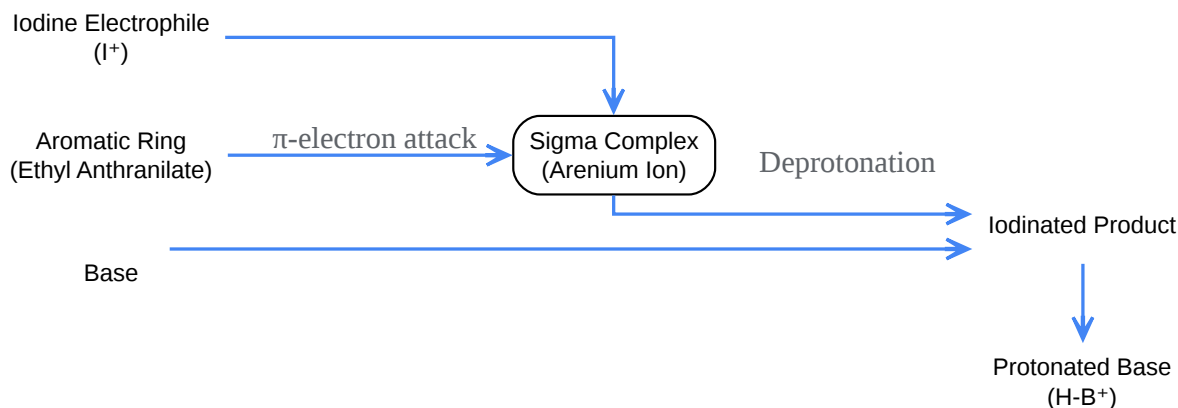 Iodine Electrophile
(I⁺)
Aromatic Ring
(Ethyl Anthranilate)
π-electron attack
Sigma Complex
(Arenium Ion)
Deprotonation
Iodinated Product
Base
Protonated Base
(H-B⁺)